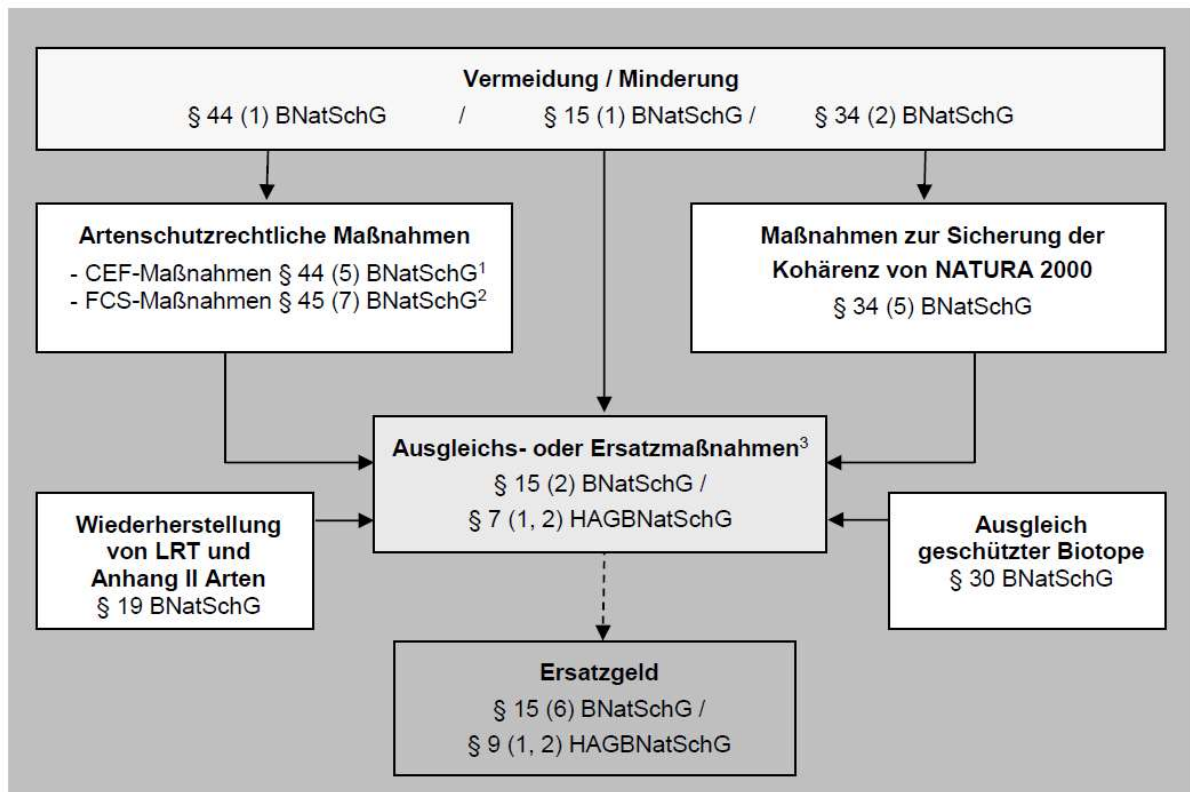 Vermeidung / Minderung
§ 44 (1) BNatSchG / § 15 (1) BNatSchG / § 34 (2) BNatSchG
Artenschutzrechtliche Maßnahmen
- CEF-Maßnahmen § 44 (5) BNatSchG¹
- FCS-Maßnahmen § 45 (7) BNatSchG²
Maßnahmen zur Sicherung der
Kohärenz von NATURA 2000
§ 34 (5) BNatSchG
Ausgleichs- oder Ersatzmaßnahmen³
§ 15 (2) BNatSchG /
§ 7 (1, 2) HAGBNatSchG
Wiederherstellung
von LRT und
Anhang II Arten
§ 19 BNatSchG
Ausgleich
geschützter Biotope
§ 30 BNatSchG
Ersatzgeld
§ 15 (6) BNatSchG /
§ 9 (1, 2) HAGBNatSchG